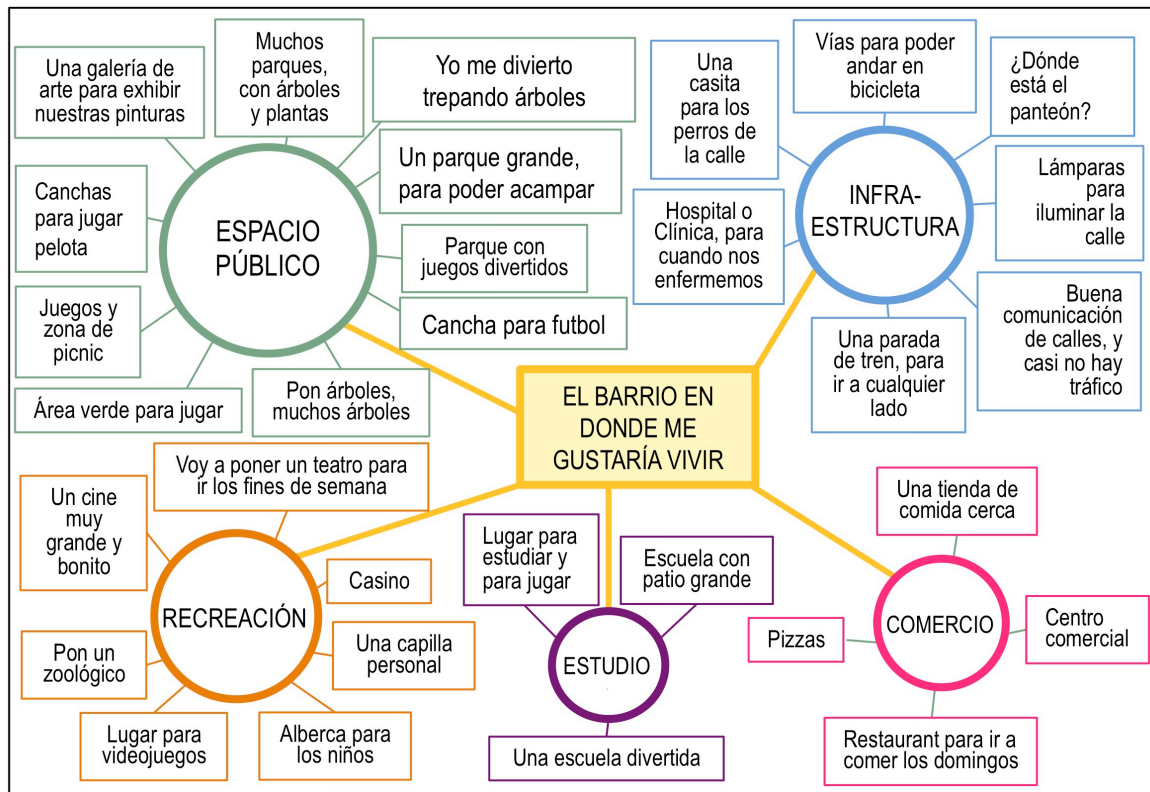 Una galería de
arte para exhibir
nuestras pinturas
Muchos
parques,
con árboles
y plantas
Yo me divierto
trepando árboles
Un parque grande,
para poder acampar
Canchas
para jugar
pelota
ESPACIO
PÚBLICO
Parque con
juegos divertidos
Juegos y
zona de
picnic
Cancha para futbol
Área verde para jugar
Pon árboles,
muchos árboles
Una
casita
para los
perros de
la calle
Vías para poder
andar en
bicicleta
¿Dónde
está el
panteón?
Hospital o
Clínica, para
cuando nos
enfermemos
INFRA-
ESTRUCTURA
Lámparas
para
iluminar la
calle
Una parada
de tren, para
ir a cualquier
lado
Buena
comunicación
de calles, y
casi no hay
tráfico
EL BARRIO EN
DONDE ME
GUSTARÍA VIVIR
Voy a poner un teatro para
ir los fines de semana
Un cine
muy
grande y
bonito
Casino
RECREACIÓN
Una capilla
personal
Pon un
zoológico
Lugar para
videojuegos
Alberca para
los niños
Lugar para
estudiar y
para jugar
Escuela con
patio grande
ESTUDIO
Una escuela divertida
Una tienda de
comida cerca
Pizzas
COMERCIO
Centro
comercial
Restaurant para ir a
comer los domingos